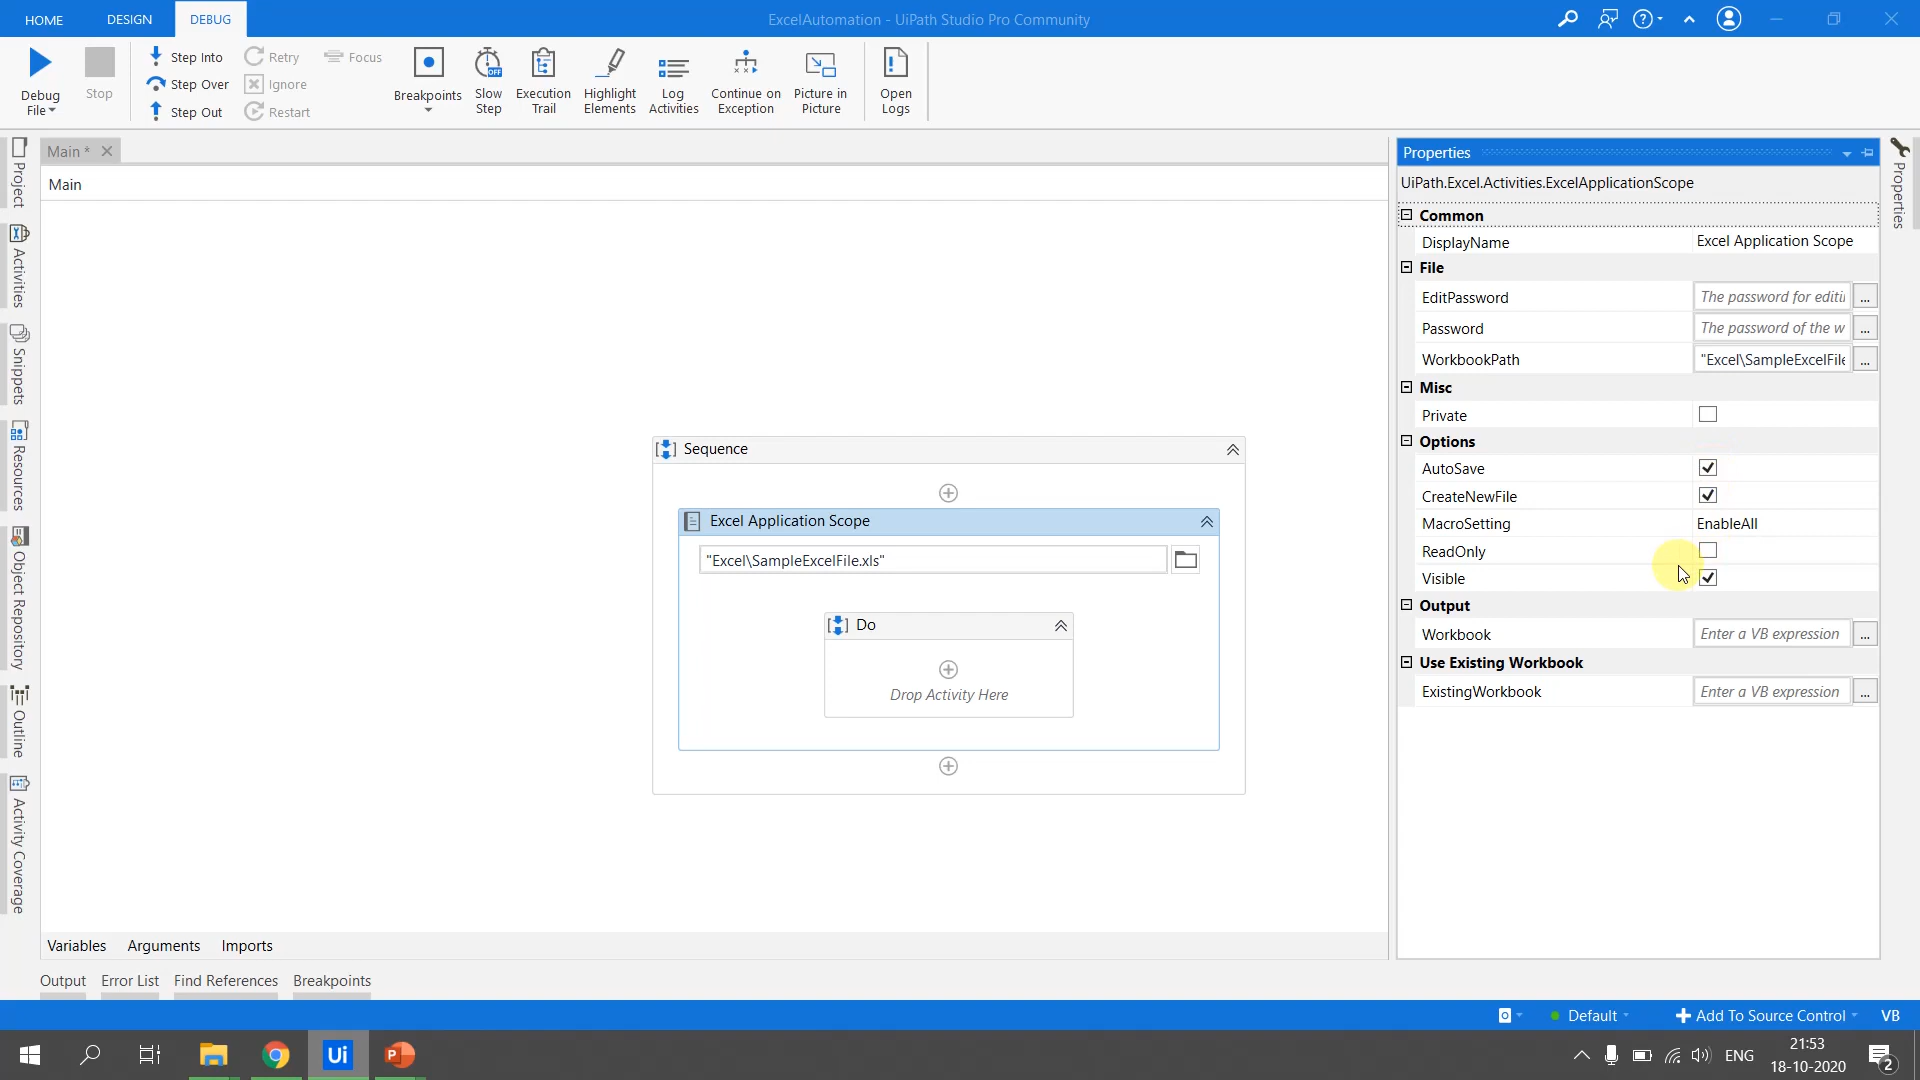 HOME
DESIGN
DEBUG
ExcelAutomation - UiPath Studio Pro Community
Debug
File
Stop
Step Into
Step Over
Step Out
Retry
Ignore
Restart
Focus
Breakpoints
Slow
Step
OFF
Execution
Trail
Highlight
Elements
Log
Activities
Continue on
Exception
Picture in
Picture
Open
Logs
Project
Activities
Snippets
Resources
Object Repository
Outline
Activity Coverage
Main *
Main
Sequence
Excel Application Scope
"Excel\SampleExcelFile.xls"
Do
Drop Activity Here
Variables
Arguments
Imports
Output
Error List
Find References
Breakpoints
Properties
UiPath.Excel.Activities.ExcelApplicationScope
Common
DisplayName
Excel Application Scope
File
EditPassword
The password for editi
...
Password
The password of the w
...
WorkbookPath
"Excel\SampleExcelFile
...
Misc
Private
Options
AutoSave
CreateNewFile
MacroSetting
EnableAll
ReadOnly
Visible
Output
Workbook
Enter a VB expression
...
Use Existing Workbook
ExistingWorkbook
Enter a VB expression
...
Properties
Default
Add To Source Control
VB
Ui
P
ENG
21:53
18-10-2020
2